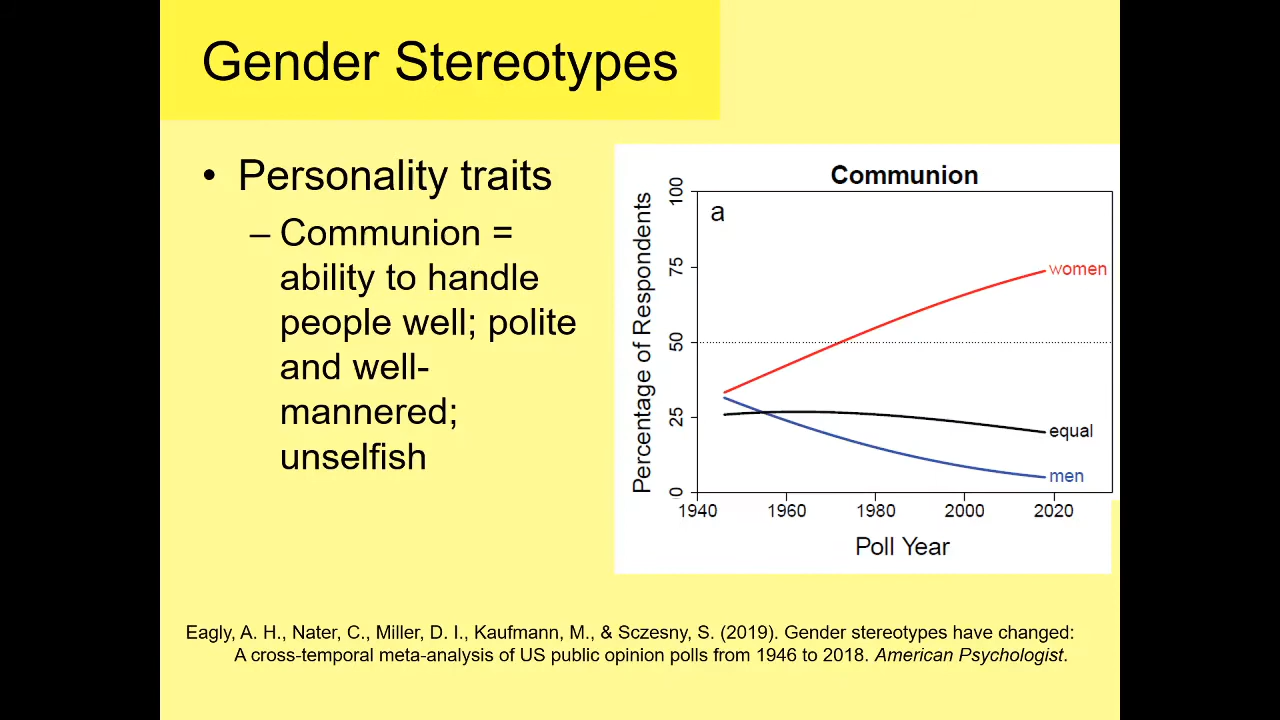 Gender Stereotypes
• Personality traits
– Communion =
ability to handle
people well; polite
and well-
mannered;
unselfish
Communion
a
Percentage of Respondents
100
75
50
25
0
women
equal
men
1940 1960 1980 2000 2020
Poll Year
Eagly, A. H., Nater, C., Miller, D. I., Kaufmann, M., & Sczesny, S. (2019). Gender stereotypes have changed:
A cross-temporal meta-analysis of US public opinion polls from 1946 to 2018. American Psychologist.